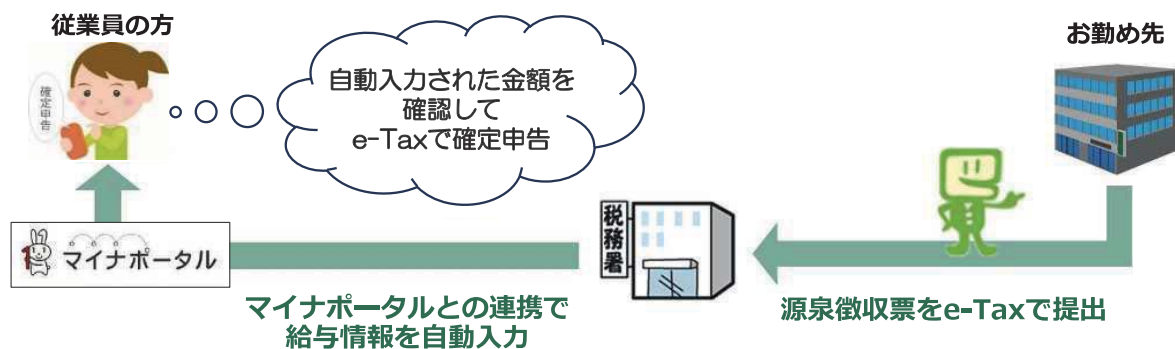 従業員の方
確定申告
自動入力された金額を
確認して
e-Taxで確定申告
お勤め先
マイナポータル
税務署
マイナポータルとの連携で
給与情報を自動入力
源泉徴収票をe-Taxで提出